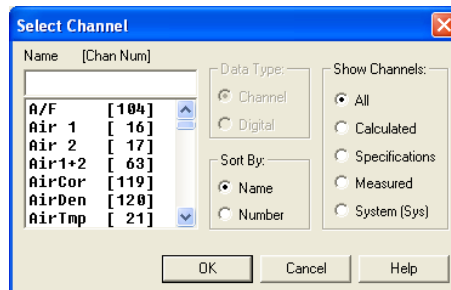 Select Channel
Name [Chan Num]
A/F [104]
Air 1 [ 16]
Air 2 [ 17]
Air1+2 [ 63]
AirCor [119]
AirDen [120]
AirTmp [ 21]
Data Type:
Channel
Digital
Sort By:
Name
Number
Show Channels:
All
Calculated
Specifications
Measured
System (Sys)
OK
Cancel
Help